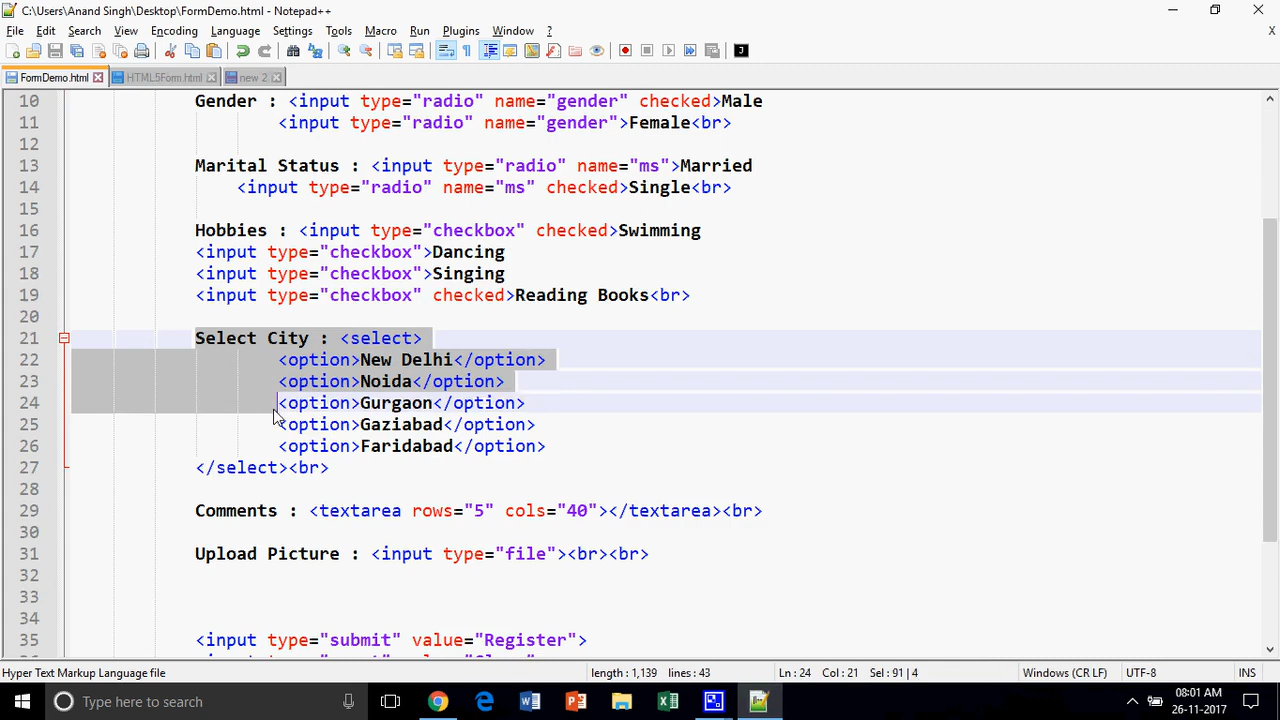 C:\Users\Anand Singh\Desktop\FormDemo.html - Notepad++
File Edit Search View Encoding Language Settings Tools Macro Run Plugins Window ? X
FormDemo.html HTML5Form.html new 2
10 Gender : <input type="radio" name="gender" checked>Male
11 <input type="radio" name="gender">Female<br>
12
13 Marital Status : <input type="radio" name="ms">Married
14 <input type="radio" name="ms" checked>Single<br>
15
16 Hobbies : <input type="checkbox" checked>Swimming
17 <input type="checkbox">Dancing
18 <input type="checkbox">Singing
19 <input type="checkbox" checked>Reading Books<br>
20
21 Select City : <select>
22 <option>New Delhi</option>
23 <option>Noida</option>
24 <option>Gurgaon</option>
25 <option>Gaziabad</option>
26 <option>Faridabad</option>
27 </select><br>
28
29 Comments : <textarea rows="5" cols="40"></textarea><br>
30
31 Upload Picture : <input type="file"><br><br>
32
33
34
35 <input type="submit" value="Register">
Hyper Text Markup Language file length : 1,139 lines : 43 Ln : 24 Col : 21 Sel : 91 | 4 Windows (CR LF) UTF-8 INS
Type here to search 08:01 AM
26-11-2017